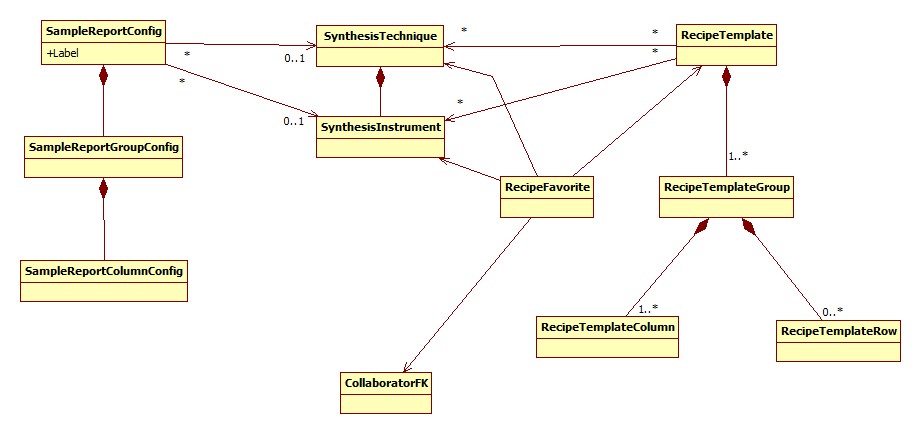 SampleReportConfig
+Label
SynthesisTechnique
RecipeTemplate
*
0..1
*
*
*
*
0..1
*
SynthesisInstrument
SampleReportGroupConfig
1..*
RecipeFavorite
RecipeTemplateGroup
SampleReportColumnConfig
1..*
0..*
RecipeTemplateColumn
RecipeTemplateRow
CollaboratorFK